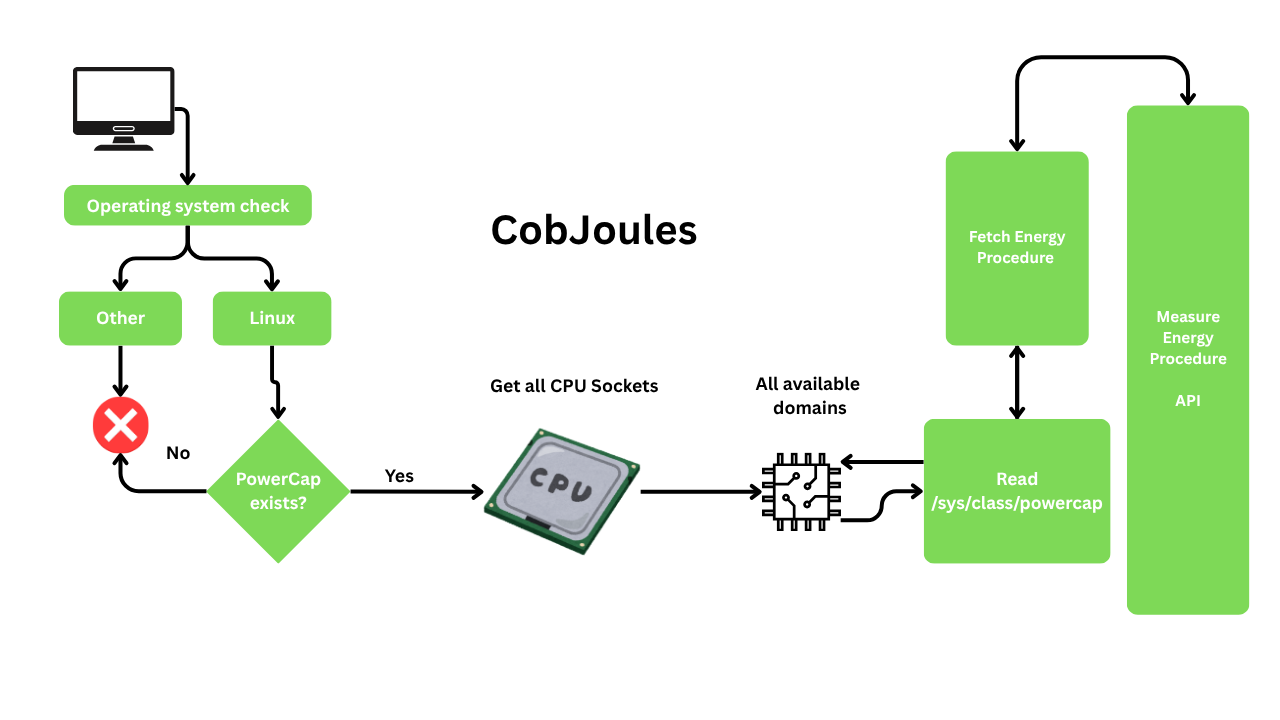 Operating system check
Other
Linux
No
PowerCap
exists?
Yes
CobJoules
Get all CPU Sockets
CPU
All available
domains
Fetch Energy
Procedure
Read
/sys/class/powercap
Measure
Energy
Procedure
API